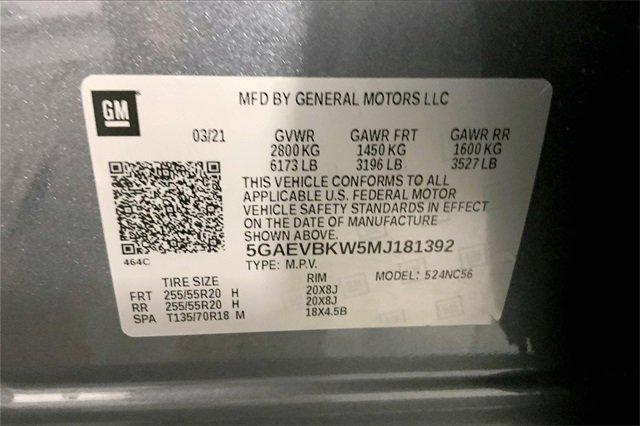 GM
MFD BY GENERAL MOTORS LLC
03/21 GVWR GAWR FRT GAWR RR
2800 KG 1450 KG 1600 KG
6173 LB 3196 LB 3527 LB
THIS VEHICLE CONFORMS TO ALL
APPLICABLE U.S. FEDERAL MOTOR
VEHICLE SAFETY STANDARDS IN EFFECT
ON THE DATE OF MANUFACTURE
SHOWN ABOVE.
464C
5GAEVBKW5MJ181392
TYPE: M.P.V. MODEL: 524NC56
TIRE SIZE RIM
FRT 255/55R20 H 20X8J
RR 255/55R20 H 20X8J
SPA T135/70R18 M 18X4.5B